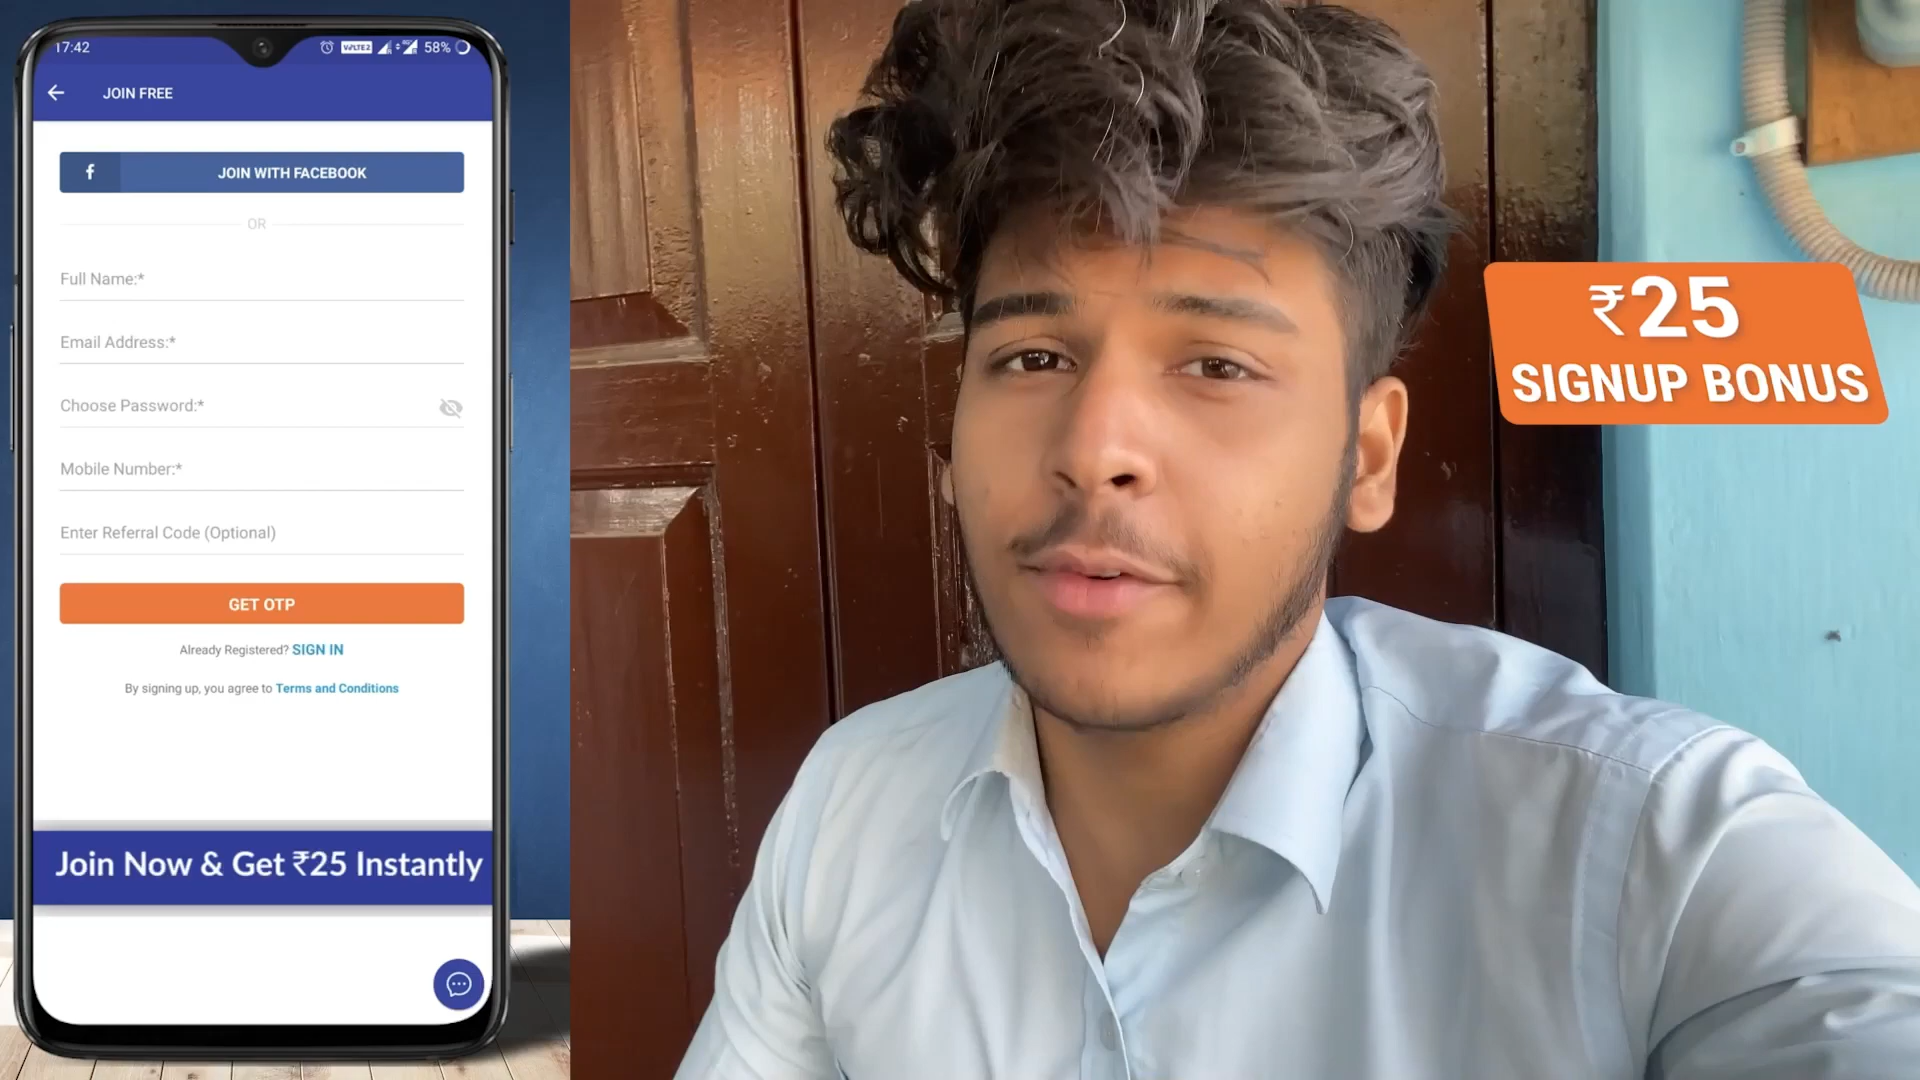 17:42
VoLTE2
58%
JOIN FREE
f
JOIN WITH FACEBOOK
OR
Full Name:*
Email Address:*
Choose Password:*
Mobile Number:*
Enter Referral Code (Optional)
GET OTP
Already Registered? SIGN IN
By signing up, you agree to Terms and Conditions
Join Now & Get ₹25 Instantly
₹25
SIGNUP BONUS